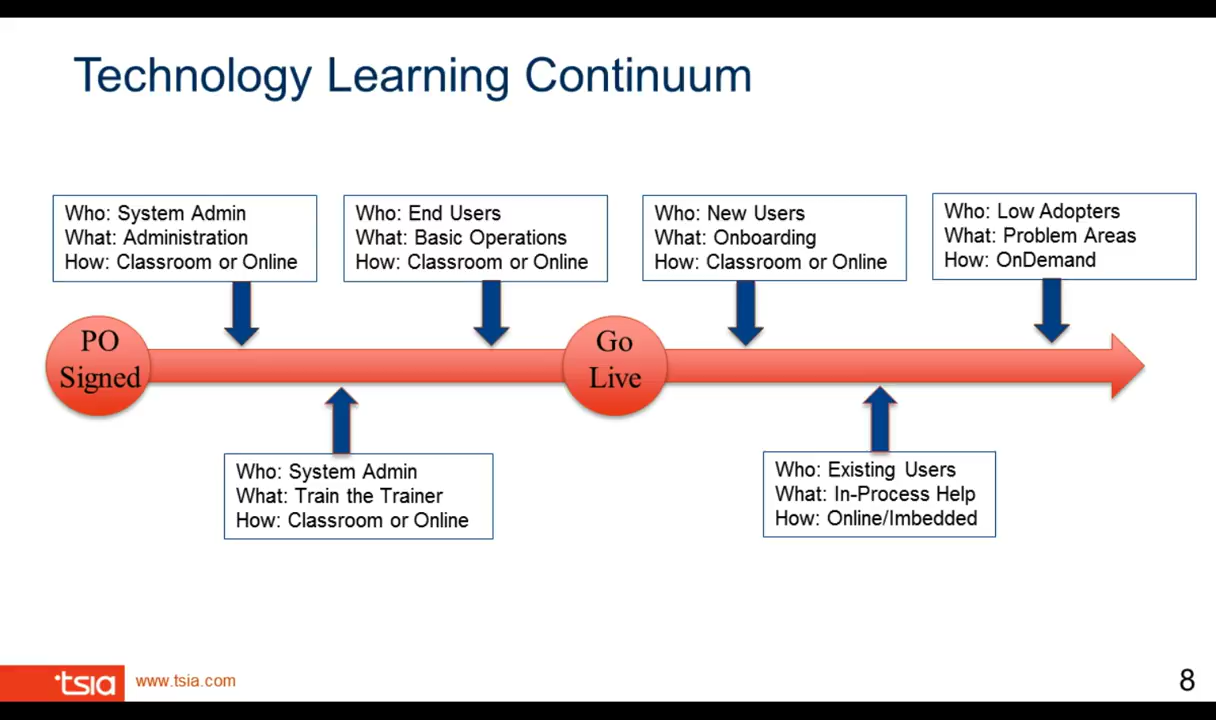 Technology Learning Continuum
Who: System Admin
What: Administration
How: Classroom or Online
Who: End Users
What: Basic Operations
How: Classroom or Online
Who: New Users
What: Onboarding
How: Classroom or Online
Who: Low Adopters
What: Problem Areas
How: OnDemand
PO
Signed
Go
Live
Who: System Admin
What: Train the Trainer
How: Classroom or Online
Who: Existing Users
What: In-Process Help
How: Online/Imbedded
tsia
www.tsia.com
8